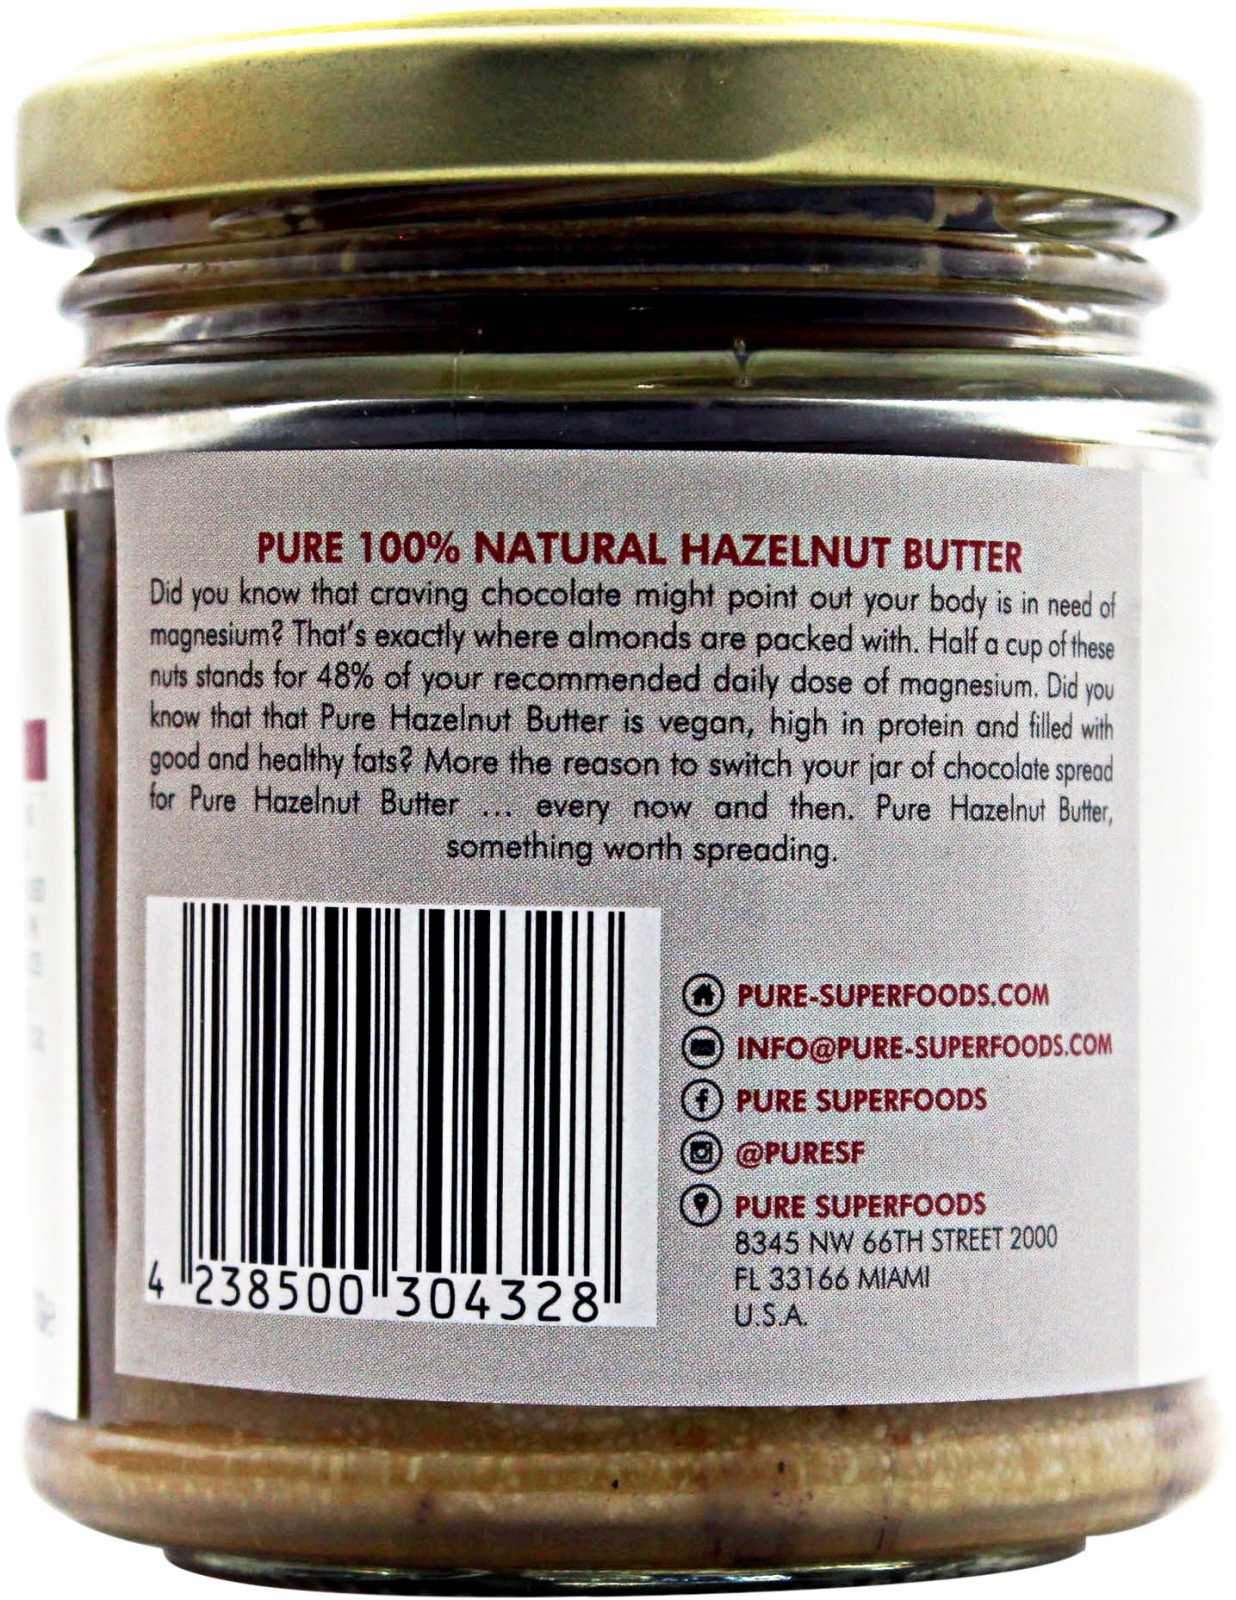 PURE 100% NATURAL HAZELNUT BUTTER
Did you know that craving chocolate might point out your body is in need of
magnesium? That's exactly where almonds are packed with. Half a cup of these
nuts stands for 48% of your recommended daily dose of magnesium. Did you
know that that Pure Hazelnut Butter is vegan, high in protein and filled with
good and healthy fats? More the reason to switch your jar of chocolate spread
for Pure Hazelnut Butter ... every now and then. Pure Hazelnut Butter,
something worth spreading.
PURE-SUPERFOODS.COM
INFO@PURE-SUPERFOODS.COM
PURE SUPERFOODS
@PURESF
PURE SUPERFOODS
8345 NW 66TH STREET 2000
FL 33166 MIAMI
U.S.A.
4 238500 304328